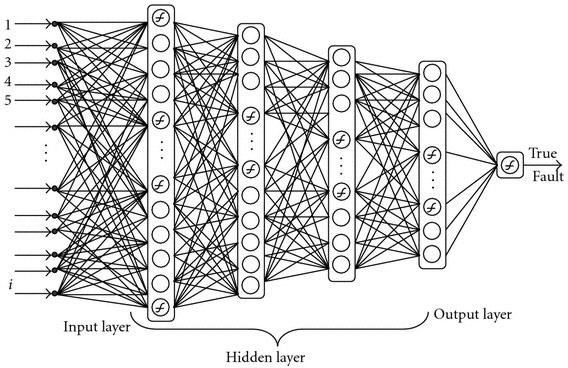 1
2
3
4
5
i
f
f
f
f
f
f
f
f
f
f
f
True
Fault
Input layer
Hidden layer
Output layer